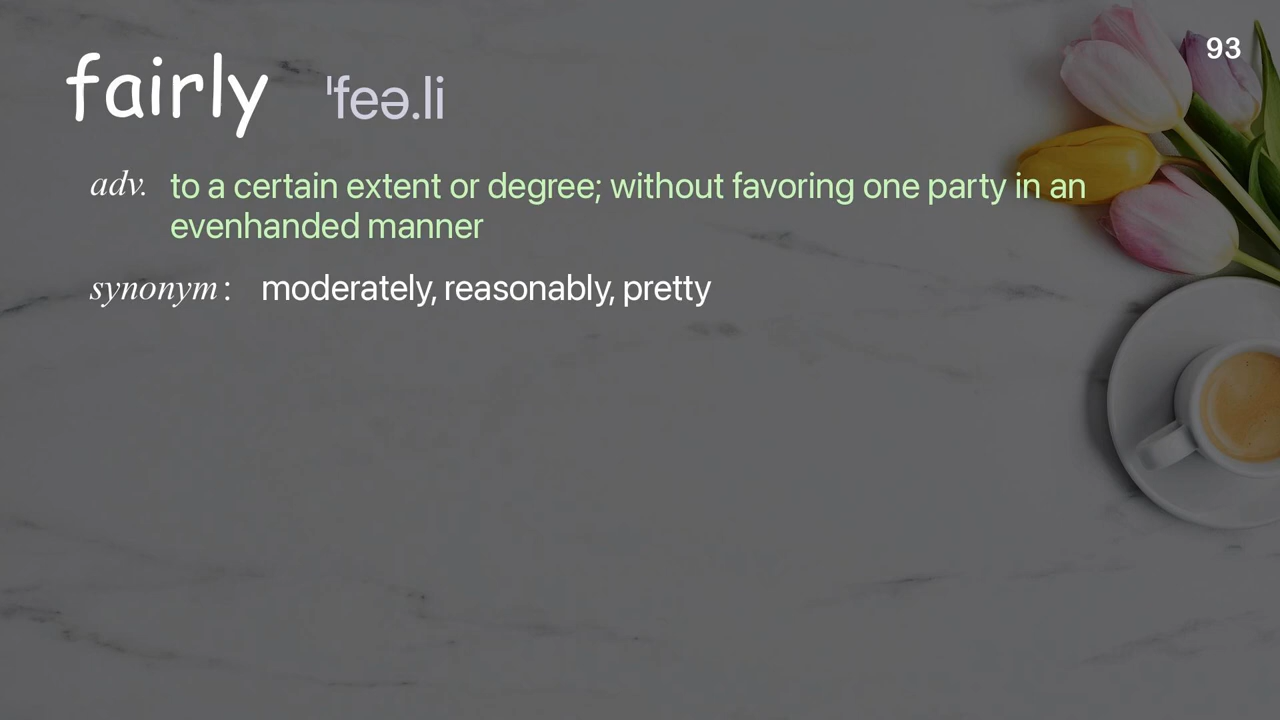 93
fairly ˈfeə.li
adv. to a certain extent or degree; without favoring one party in an
evenhanded manner
synonym : moderately, reasonably, pretty